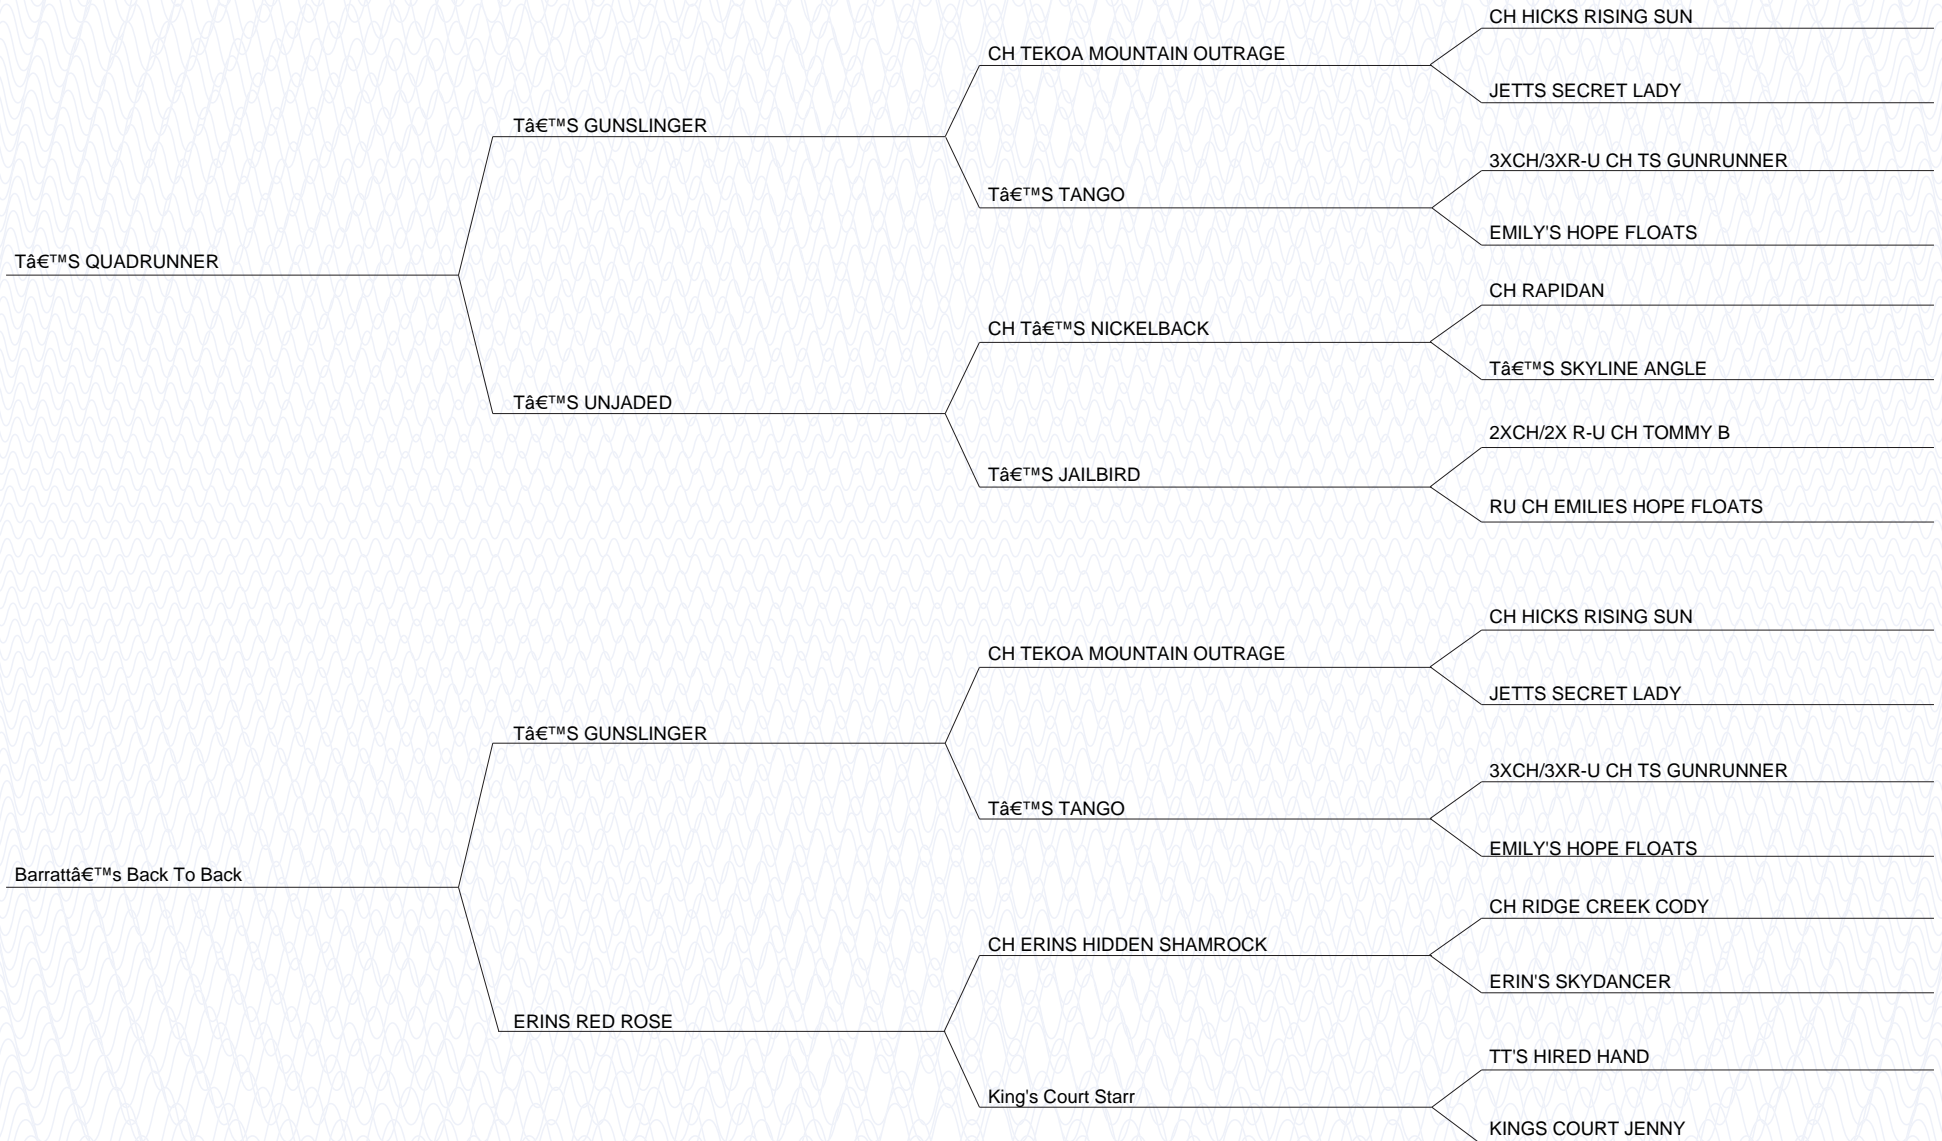 CH HICKS RISING SUN
CH TEKOA MOUNTAIN OUTRAGE
JETTS SECRET LADY
Tâ€™S GUNSLINGER
3XCH/3XR-U CH TS GUNRUNNER
Tâ€™S TANGO
EMILY'S HOPE FLOATS
Tâ€™S QUADRUNNER
CH RAPIDAN
CH Tâ€™S NICKELBACK
Tâ€™S SKYLINE ANGLE
Tâ€™S UNJADED
2XCH/2X R-U CH TOMMY B
Tâ€™S JAILBIRD
RU CH EMILIES HOPE FLOATS
CH HICKS RISING SUN
CH TEKOA MOUNTAIN OUTRAGE
JETTS SECRET LADY
Tâ€™S GUNSLINGER
3XCH/3XR-U CH TS GUNRUNNER
Tâ€™S TANGO
EMILY'S HOPE FLOATS
Barrattâ€™s Back To Back
CH RIDGE CREEK CODY
CH ERINS HIDDEN SHAMROCK
ERIN'S SKYDANCER
ERINS RED ROSE
TT'S HIRED HAND
King's Court Starr
KINGS COURT JENNY